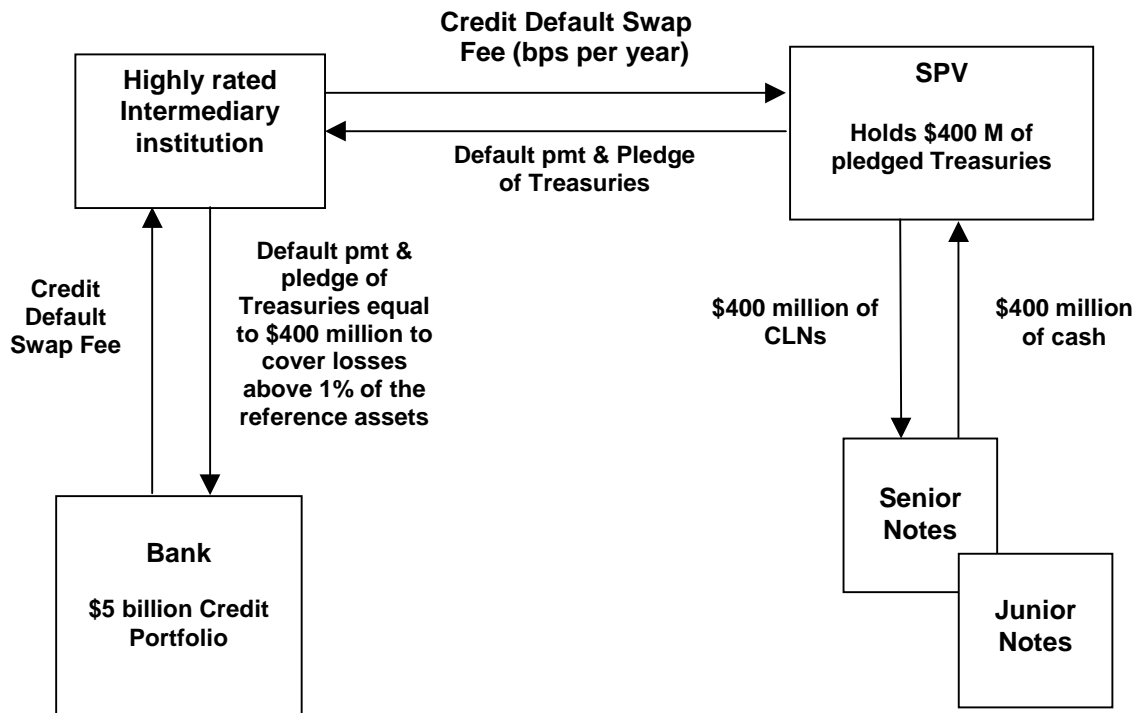 Credit Default Swap
Fee (bps per year)
Highly rated
Intermediary
institution
SPV
Holds $400 M of
pledged Treasuries
Default pmt & Pledge
of Treasuries
Credit
Default
Swap Fee
Default pmt &
pledge of
Treasuries equal
to $400 million to
cover losses
above 1% of the
reference assets
$400 million of
CLNs
$400 million
of cash
Bank
$5 billion Credit
Portfolio
Senior
Notes
Junior
Notes